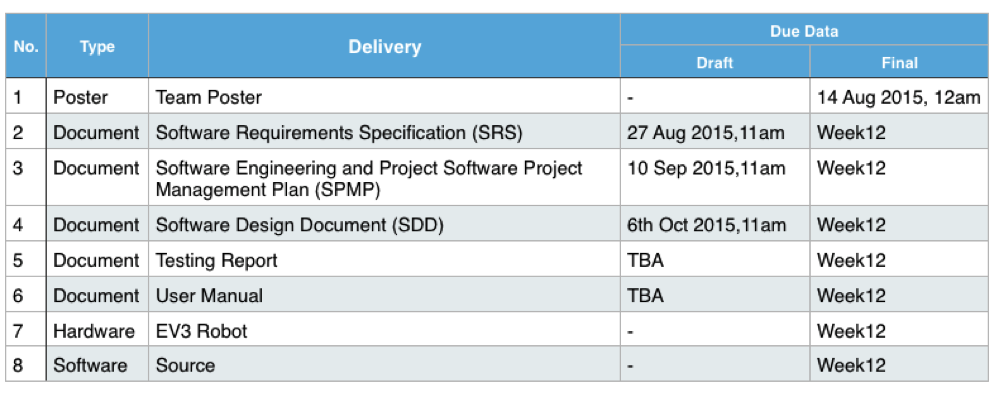 No. Type Delivery Due Data
Draft Final
1 Poster Team Poster - 14 Aug 2015, 12am
2 Document Software Requirements Specification (SRS) 27 Aug 2015,11am Week12
3 Document Software Engineering and Project Software Project 10 Sep 2015,11am Week12
Management Plan (SPMP)
4 Document Software Design Document (SDD) 6th Oct 2015,11am Week12
5 Document Testing Report TBA Week12
6 Document User Manual TBA Week12
7 Hardware EV3 Robot - Week12
8 Software Source - Week12